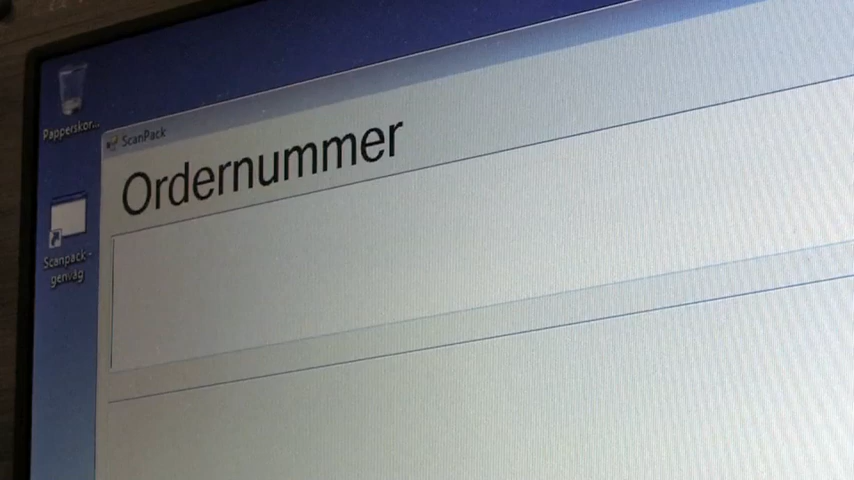 Papperskor...
ScanPack
Ordernummer
Scanpack -
genväg